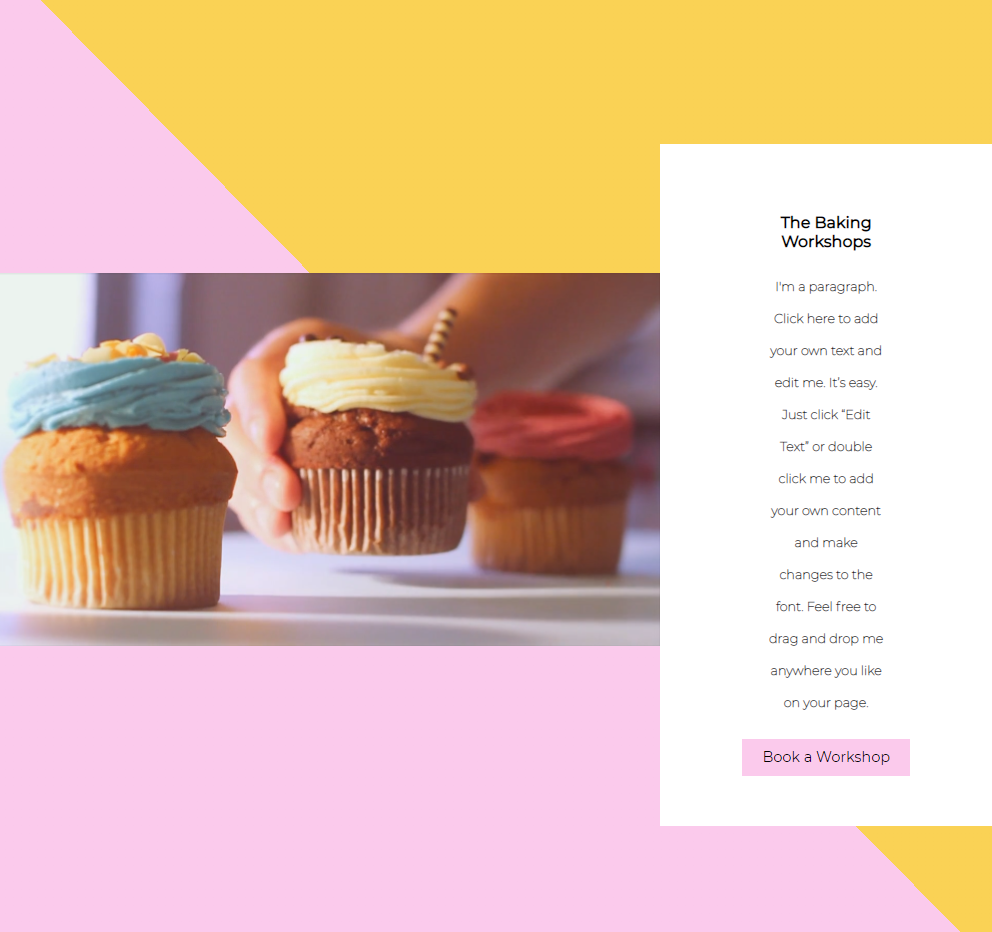 The Baking
Workshops
I'm a paragraph.
Click here to add
your own text and
edit me. It’s easy.
Just click “Edit
Text” or double
click me to add
your own content
and make
changes to the
font. Feel free to
drag and drop me
anywhere you like
on your page.
Book a Workshop